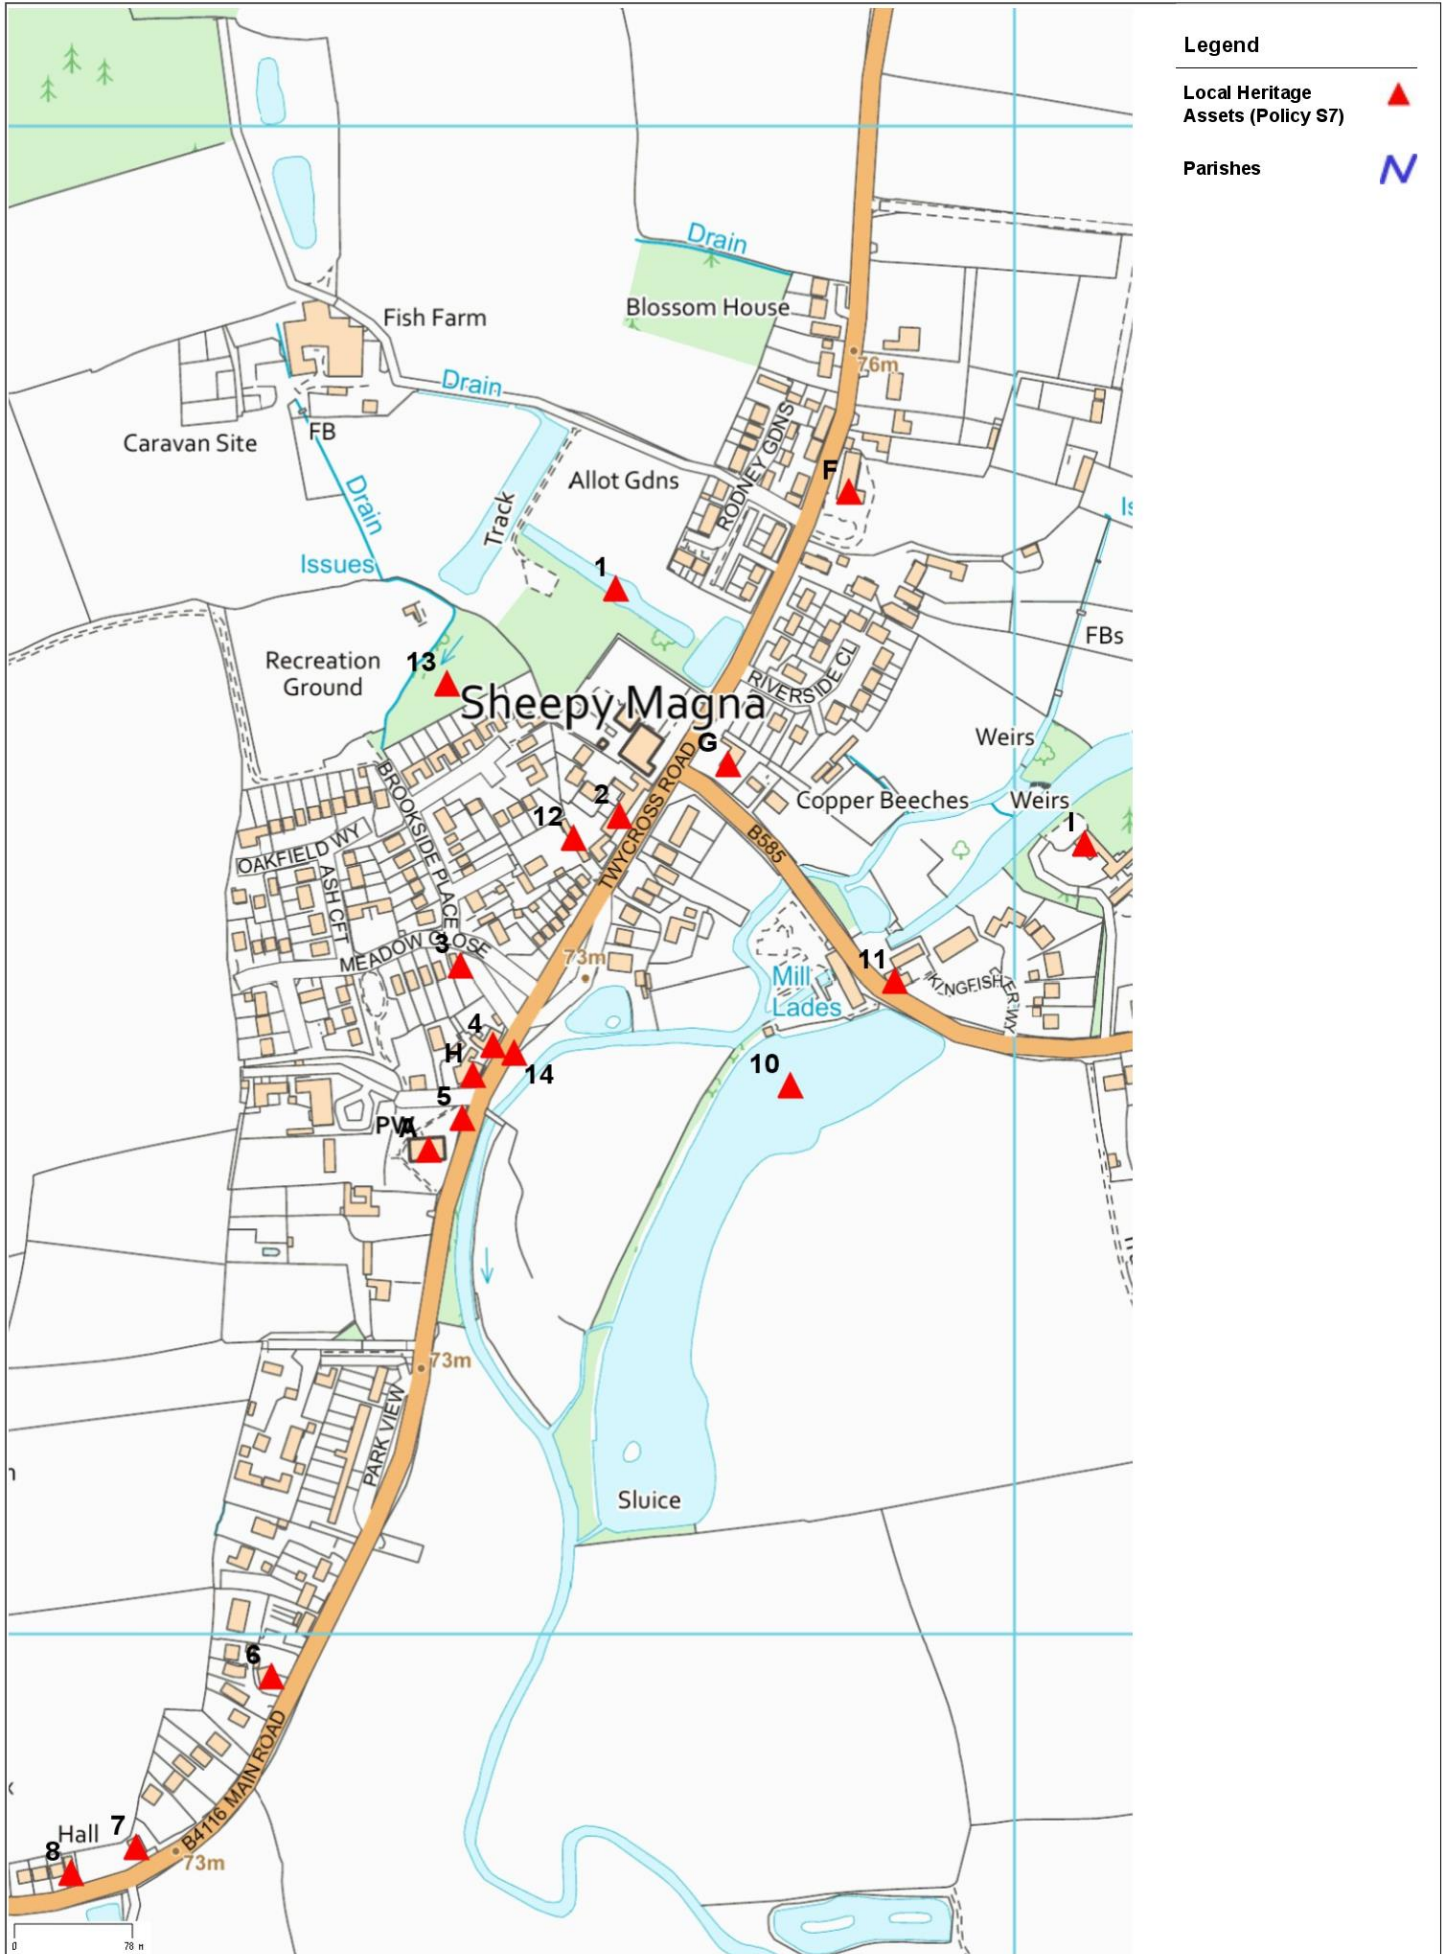 Legend
Local Heritage
Assets (Policy S7)
Parishes
Drain
Blossom House
Fish Farm
76m
Drain
Caravan Site
FB
RODNEY GDNS
F
Allot Gdns
Drain
Track
Issues
1
FBs
Recreation
Ground
13
RIVERSIDE CL
Sheepy Magna
G
Weirs
TWYCROSS ROAD
2
Copper Beeches
Weirs
12
I
B585
OAKFIELD WY
BROOKSIDE PLACE
ASH CFT
MEADOW CLOSE
3
73m
11
Mill
Lades
KINGFISHER WY
4
H
14
10
5
PW
A
73m
PARK VIEW
Sluice
6
B4116 MAIN ROAD
Hall
7
8
73m
0
78 m